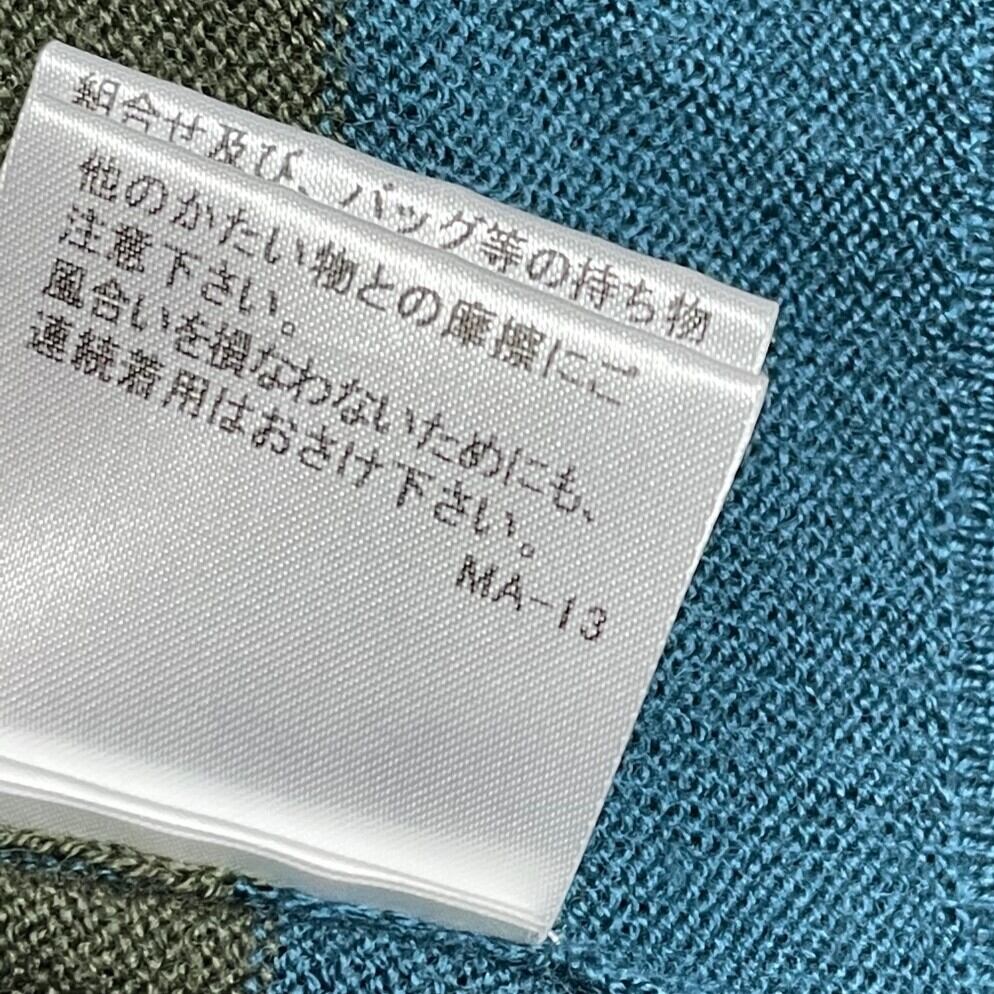 組合せ及び、バッグ等の持ち物
他のかたい物との摩擦にご
注意下さい。
風合いを損なわないためにも、
連続着用はおさけ下さい。
MA-13